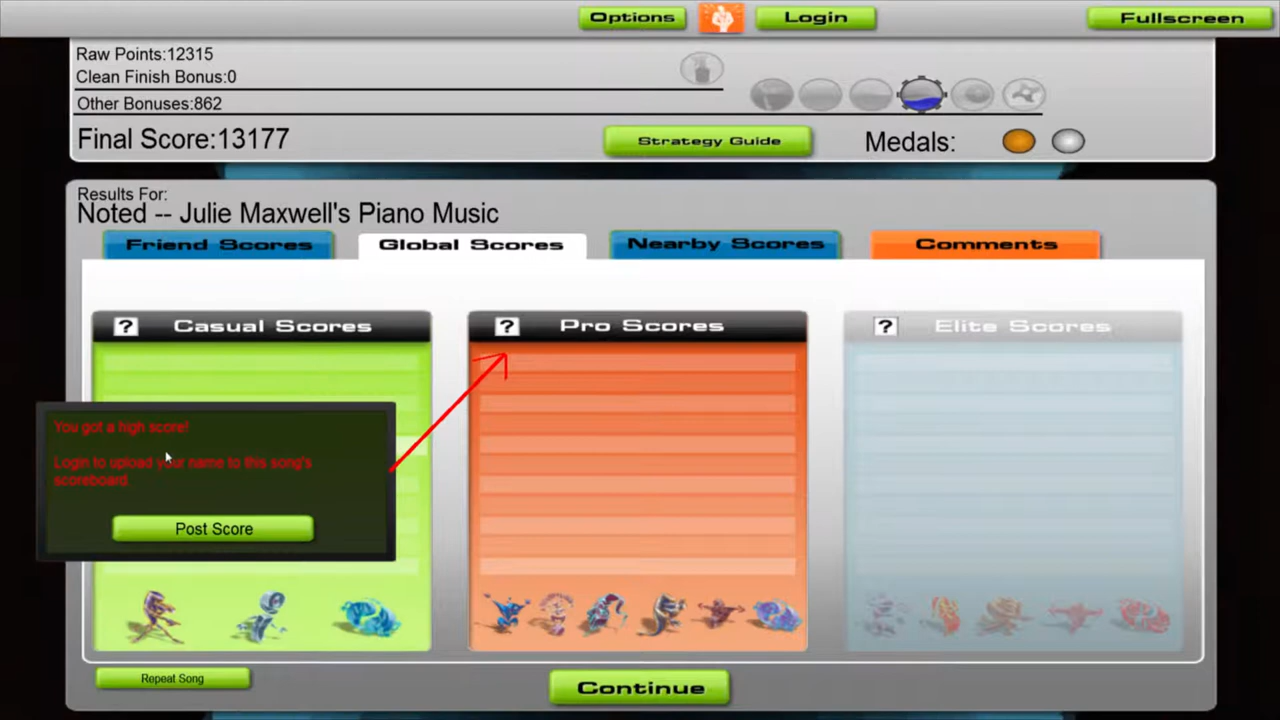 Options
Login
Fullscreen
Raw Points:12315
Clean Finish Bonus:0
Other Bonuses:862
Final Score:13177
Strategy Guide
Medals:
Results For:
Noted -- Julie Maxwell's Piano Music
Friend Scores
Global Scores
Nearby Scores
Comments
? Casual Scores
? Pro Scores
? Elite Scores
You got a high score!
Login to upload your name to this song's
scoreboard.
Post Score
Repeat Song
Continue